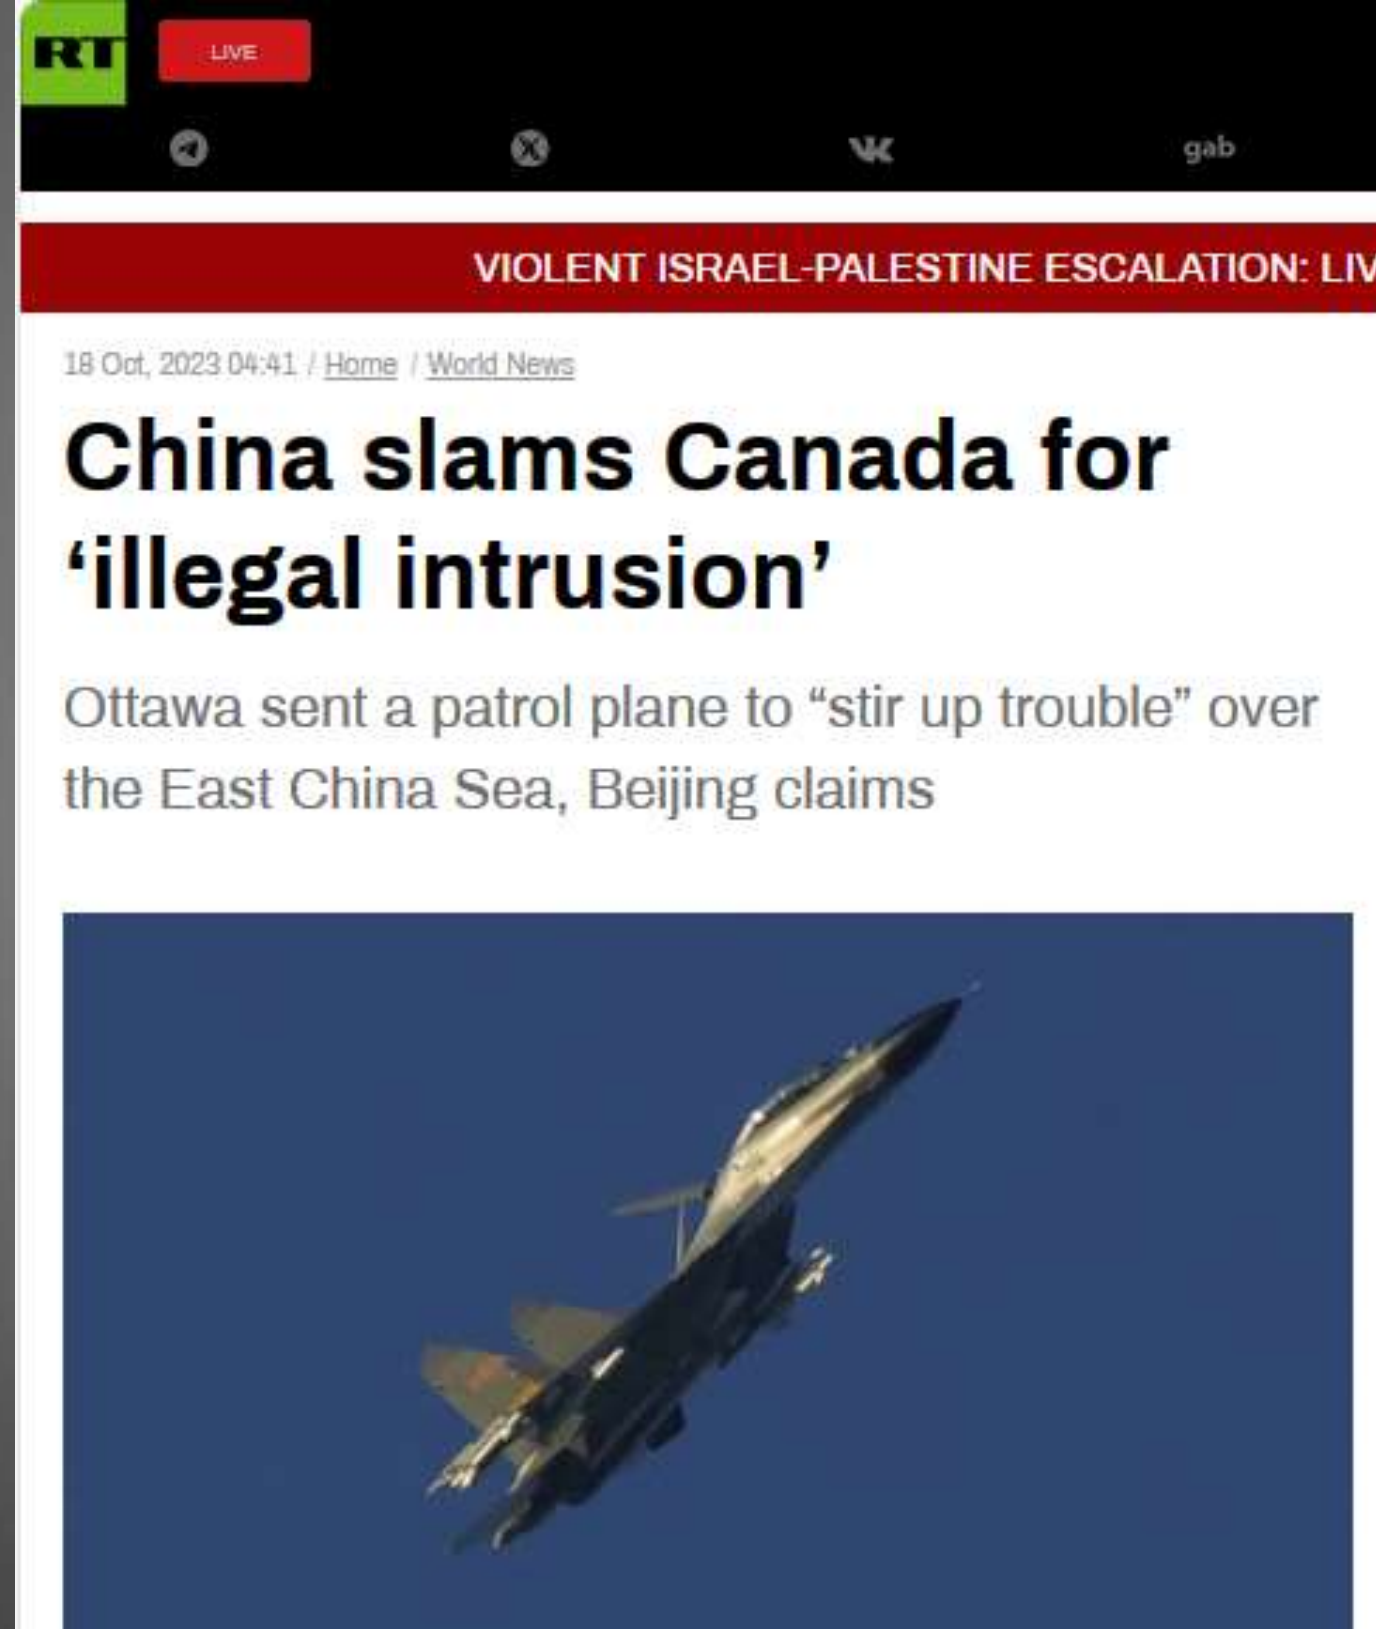 RT LIVE
gab
VIOLENT ISRAEL-PALESTINE ESCALATION: LIV
18 Oct, 2023 04:41 / Home / World News
China slams Canada for
‘illegal intrusion’
Ottawa sent a patrol plane to “stir up trouble” over
the East China Sea, Beijing claims